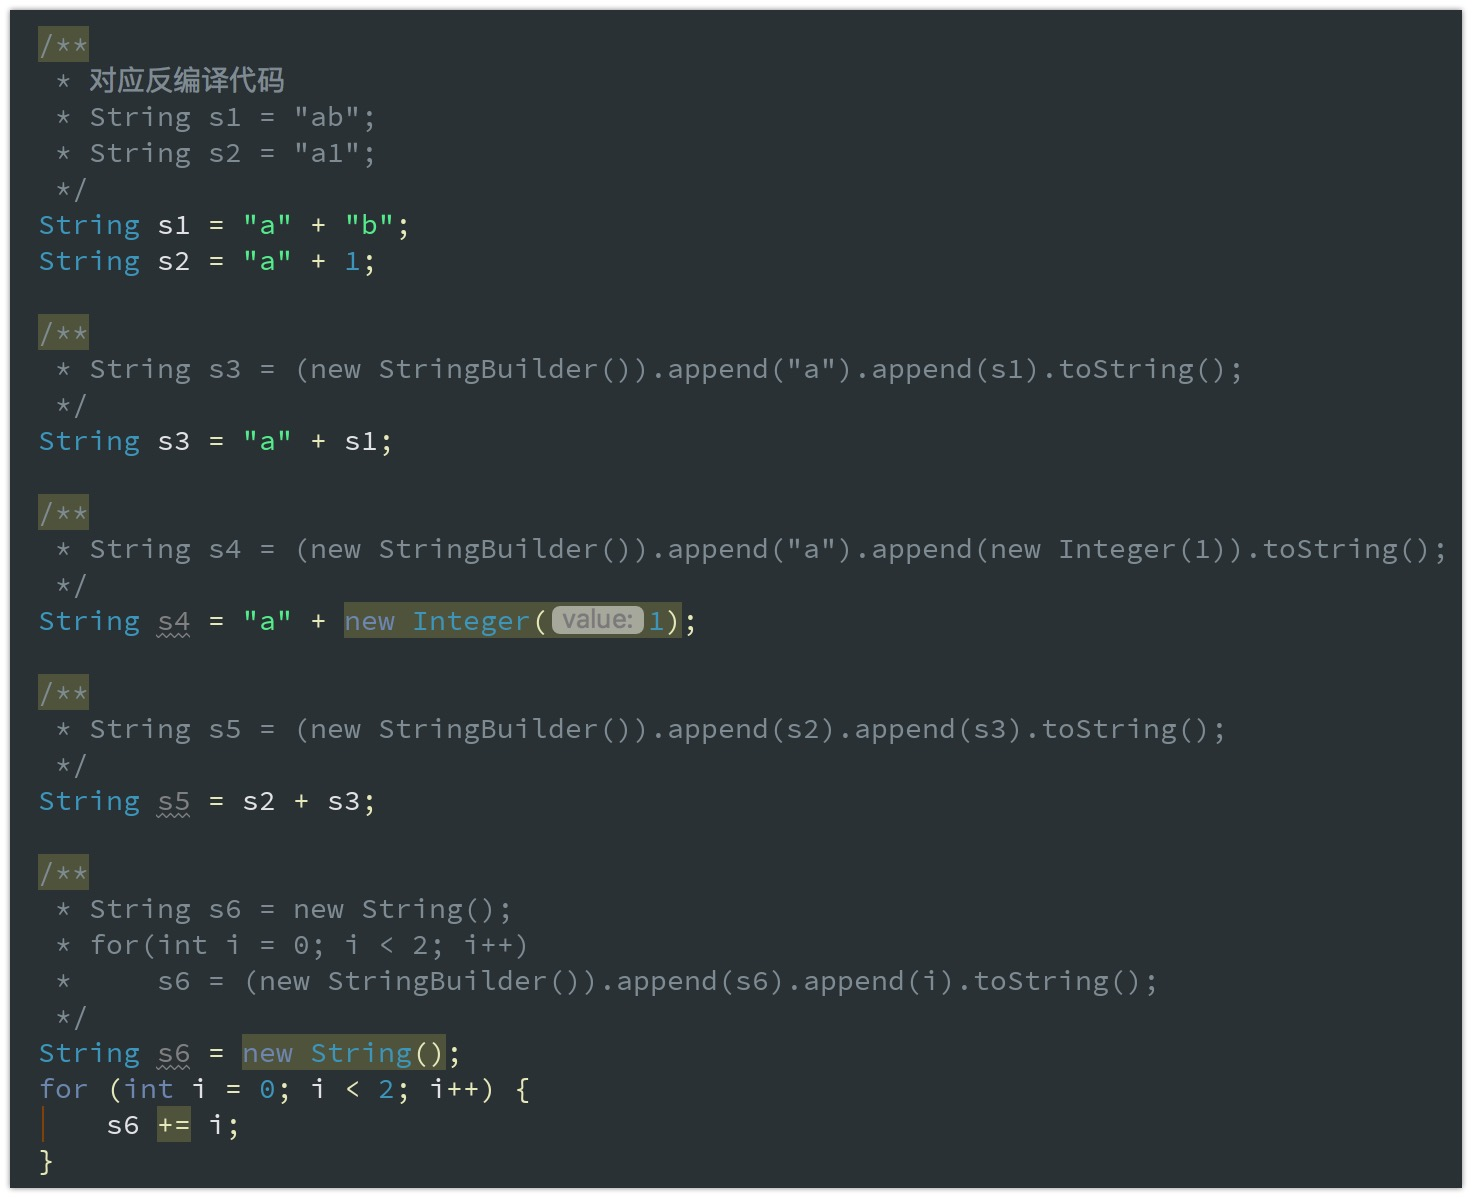 /**
 * 对应反编译代码
 * String s1 = "ab";
 * String s2 = "a1";
 */
String s1 = "a" + "b";
String s2 = "a" + 1;

/**
 * String s3 = (new StringBuilder()).append("a").append(s1).toString();
 */
String s3 = "a" + s1;

/**
 * String s4 = (new StringBuilder()).append("a").append(new Integer(1)).toString();
 */
String s4 = "a" + new Integer( value: 1);

/**
 * String s5 = (new StringBuilder()).append(s2).append(s3).toString();
 */
String s5 = s2 + s3;

/**
 * String s6 = new String();
 * for(int i = 0; i < 2; i++)
 *     s6 = (new StringBuilder()).append(s6).append(i).toString();
 */
String s6 = new String();
for (int i = 0; i < 2; i++) {
    s6 += i;
}